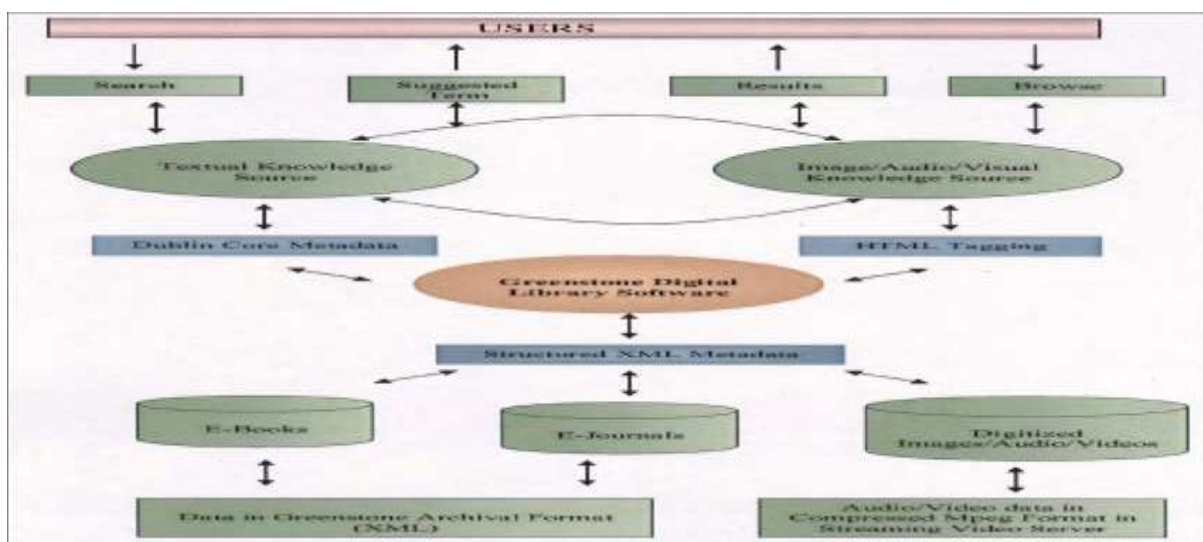 USERS
Search
Suggested
Term
Results
Browse
Textual Knowledge
Source
Image/Audio/Visual
Knowledge Source
Dublin Core Metadata
HTML Tagging
Greenstone Digital
Library Software
Structured XML Metadata
E-Books
E-Journals
Digitized
Images/Audio/Videos
Data in Greenstone Archival Format
(XML)
Audio/Video data in
Compressed Mpeg Format in
Streaming Video Server